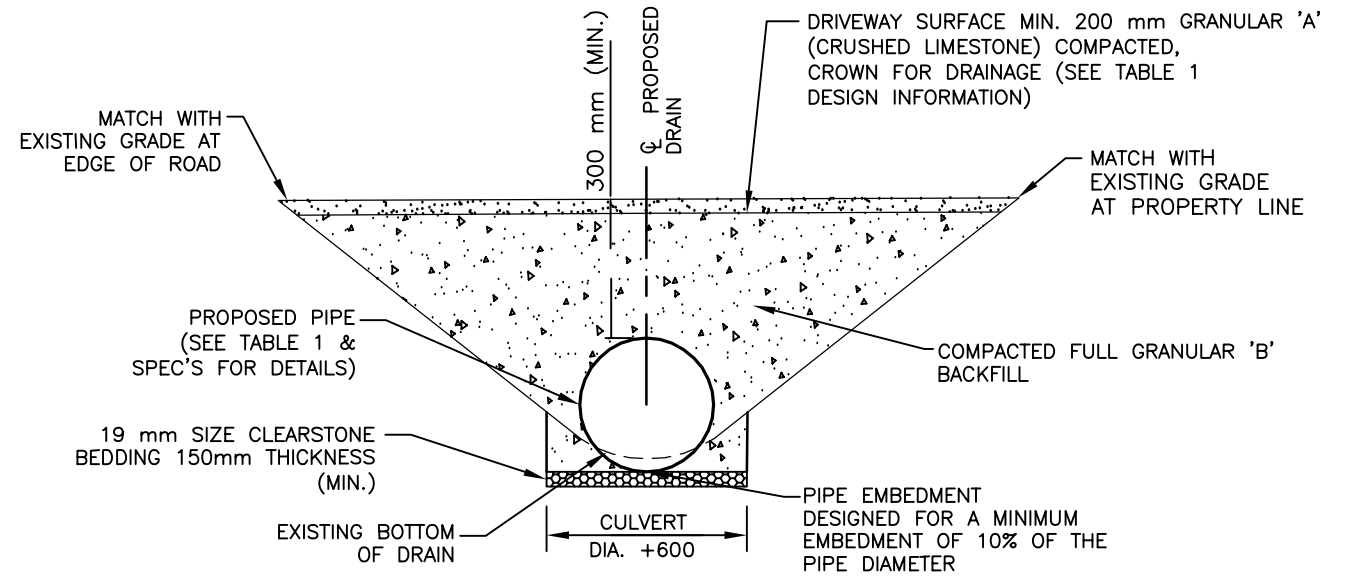 300 mm (MIN.)
℄ PROPOSED
DRAIN
DRIVEWAY SURFACE MIN. 200 mm GRANULAR 'A'
(CRUSHED LIMESTONE) COMPACTED,
CROWN FOR DRAINAGE (SEE TABLE 1
DESIGN INFORMATION)
MATCH WITH
EXISTING GRADE AT
EDGE OF ROAD
MATCH WITH
EXISTING GRADE
AT PROPERTY LINE
PROPOSED PIPE
(SEE TABLE 1 &
SPEC'S FOR DETAILS)
COMPACTED FULL GRANULAR 'B'
BACKFILL
19 mm SIZE CLEARSTONE
BEDDING 150mm THICKNESS
(MIN.)
EXISTING BOTTOM
OF DRAIN
CULVERT
DIA. +600
PIPE EMBEDMENT
DESIGNED FOR A MINIMUM
EMBEDMENT OF 10% OF THE
PIPE DIAMETER